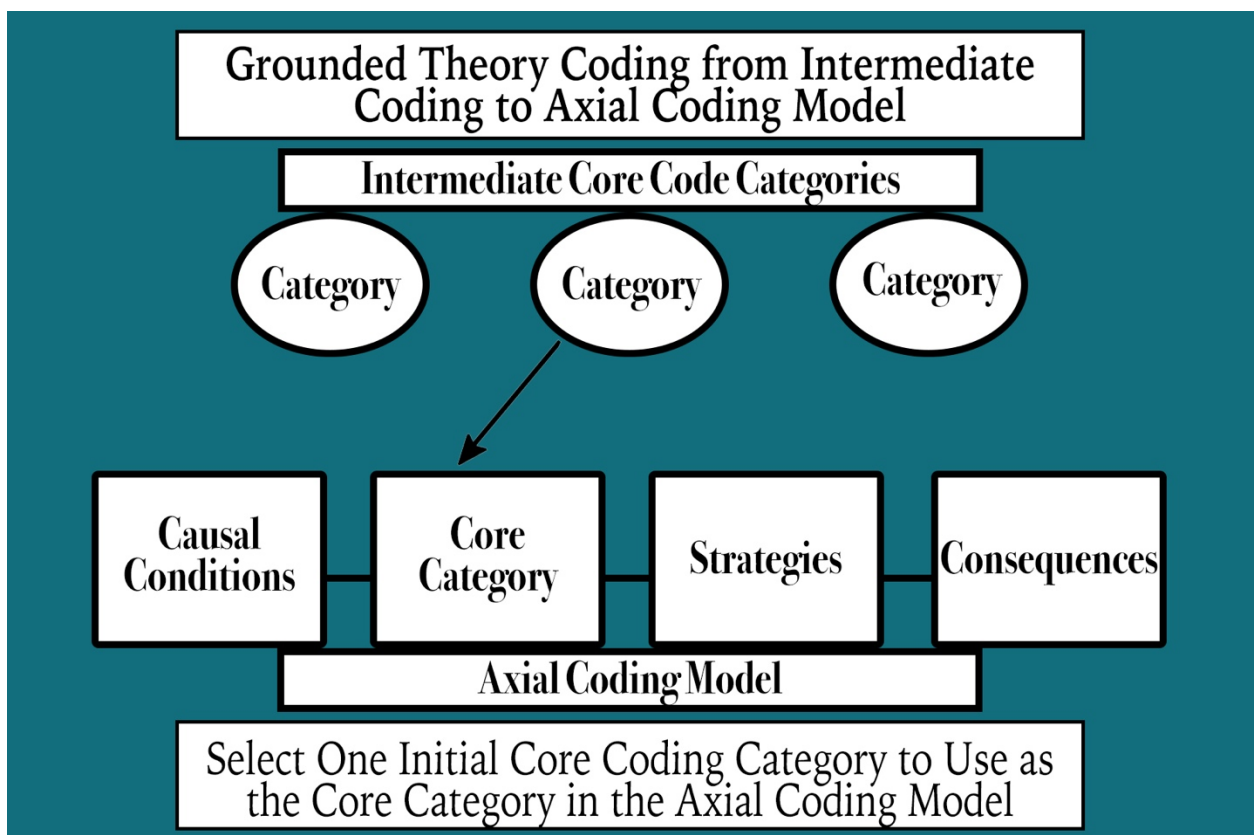 Grounded Theory Coding from Intermediate
Coding to Axial Coding Model
Intermediate Core Code Categories
Category
Category
Category
Causal
Conditions
Core
Category
Strategies
Consequences
Axial Coding Model
Select One Initial Core Coding Category to Use as
the Core Category in the Axial Coding Model